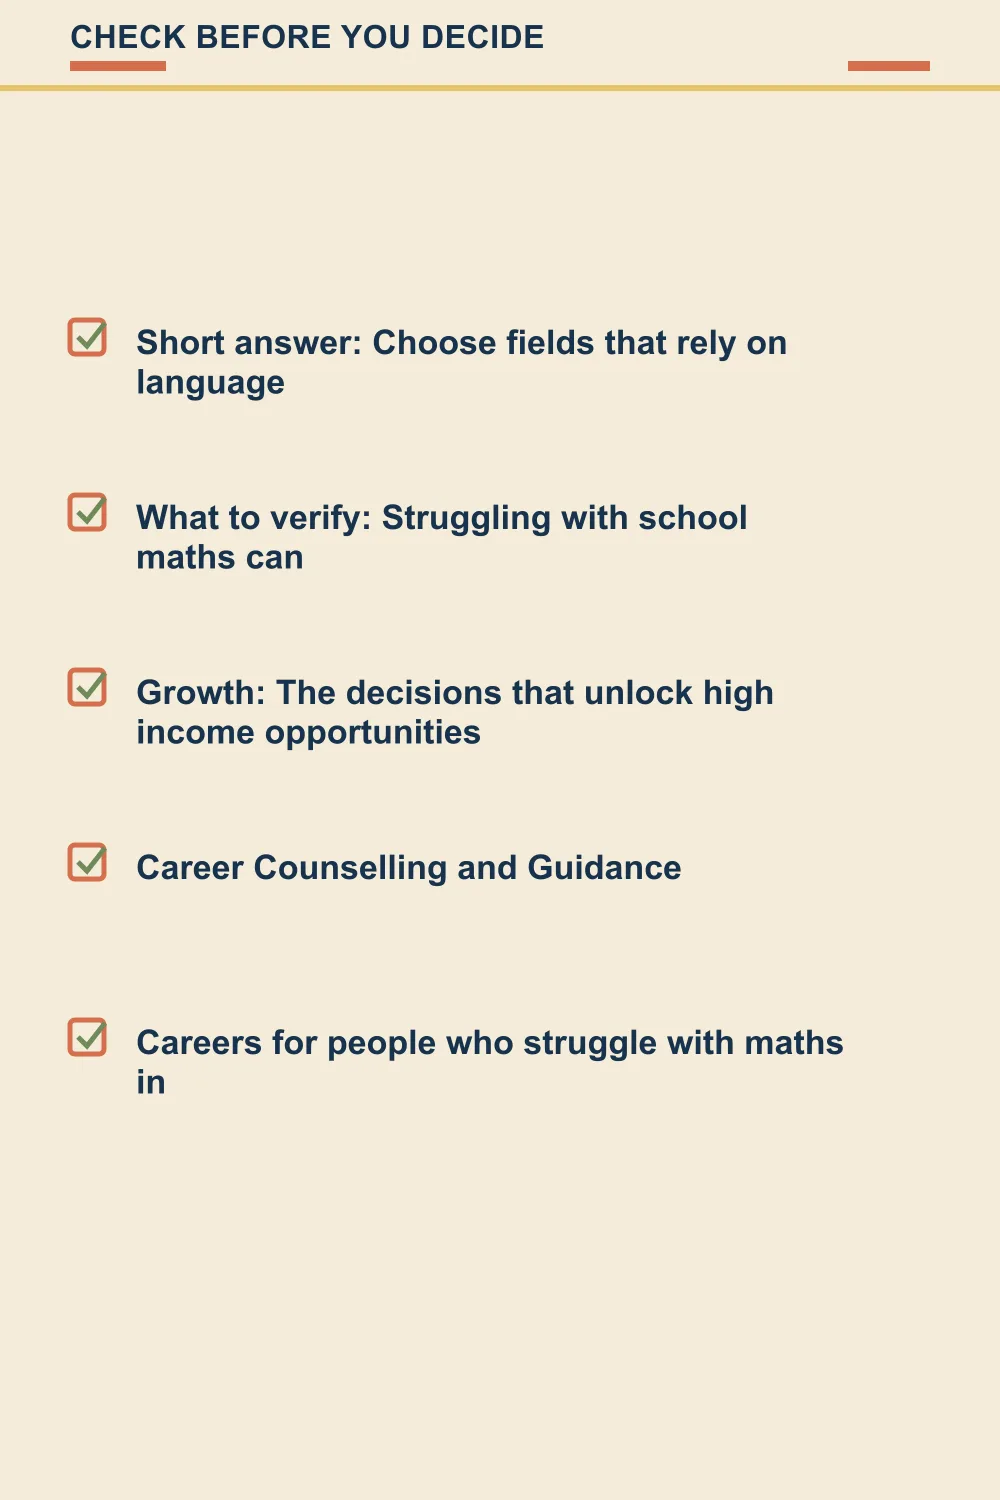 CHECK BEFORE YOU DECIDE
Short answer: Choose fields that rely on
language
What to verify: Struggling with school
maths can
Growth: The decisions that unlock high
income opportunities
Career Counselling and Guidance
Careers for people who struggle with maths
in